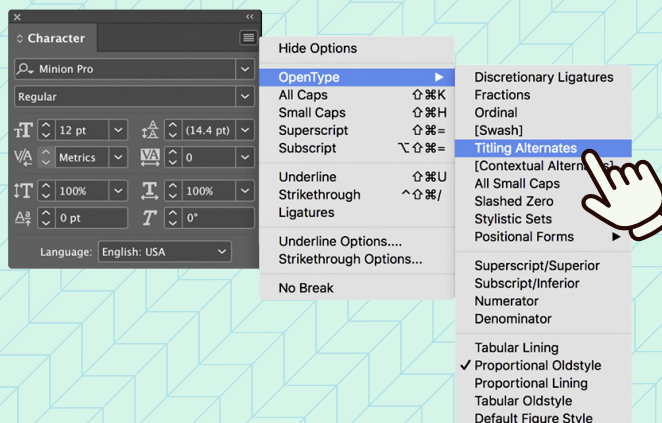 Character
Minion Pro
Regular
12 pt
(14.4 pt)
Metrics
0
100%
100%
0 pt
0°
Language: English: USA
Hide Options
OpenType
All Caps ⇧⌘K
Small Caps ⇧⌘H
Superscript ⇧⌘=
Subscript ⌥⇧⌘=
Underline ⇧⌘U
Strikethrough ^⇧⌘/
Ligatures
Underline Options....
Strikethrough Options...
No Break
Discretionary Ligatures
Fractions
Ordinal
[Swash]
Titling Alternates
[Contextual Alternates]
All Small Caps
Slashed Zero
Stylistic Sets
Positional Forms
Superscript/Superior
Subscript/Inferior
Numerator
Denominator
Tabular Lining
✓ Proportional Oldstyle
Proportional Lining
Tabular Oldstyle
Default Figure Style